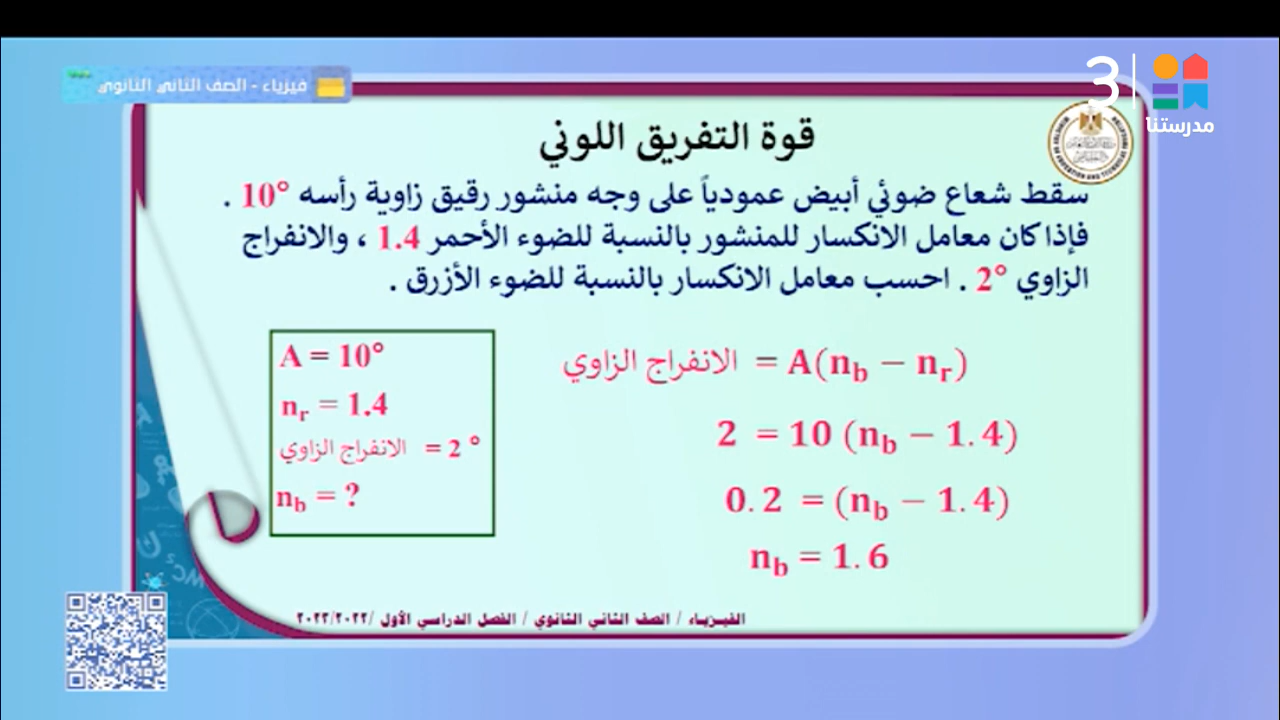 فيزياء - الصف الثاني الثانوي
3
مدرستنا
قوة التفريق اللوني
سقط شعاع ضوئي أبيض عمودياً على وجه منشور رقيق زاوية رأسه 10° .
فإذا كان معامل الانكسار للمنشور بالنسبة للضوء الأحمر 1.4 ، والانفراج
الزاوي 2° . احسب معامل الانكسار بالنسبة للضوء الأزرق .
A = 10°
nᵣ = 1.4
الانفراج الزاوي = 2 °
n_b = ?
الانفراج الزاوي = A(n_b − nᵣ)
2 = 10 (n_b − 1.4)
0.2 = (n_b − 1.4)
n_b = 1.6
الفيزياء / الصف الثاني الثانوي / الفصل الدراسي الأول /٢٠٢٢/٢٠٢٣